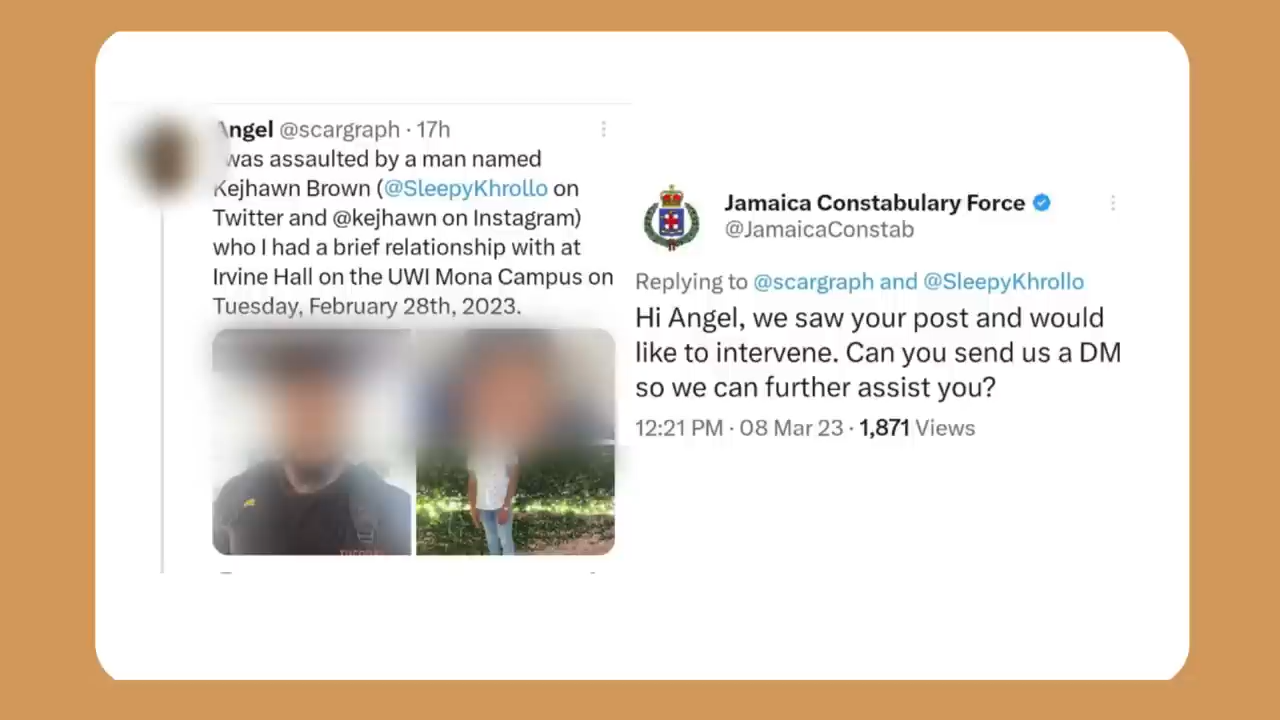 Angel @scargraph · 17h
was assaulted by a man named
Kejhawn Brown (@SleepyKhrollo on
Twitter and @kejhawn on Instagram)
who I had a brief relationship with at
Irvine Hall on the UWI Mona Campus on
Tuesday, February 28th, 2023.
Jamaica Constabulary Force
@JamaicaConstab
Replying to @scargraph and @SleepyKhrollo
Hi Angel, we saw your post and would
like to intervene. Can you send us a DM
so we can further assist you?
12:21 PM · 08 Mar 23 · 1,871 Views